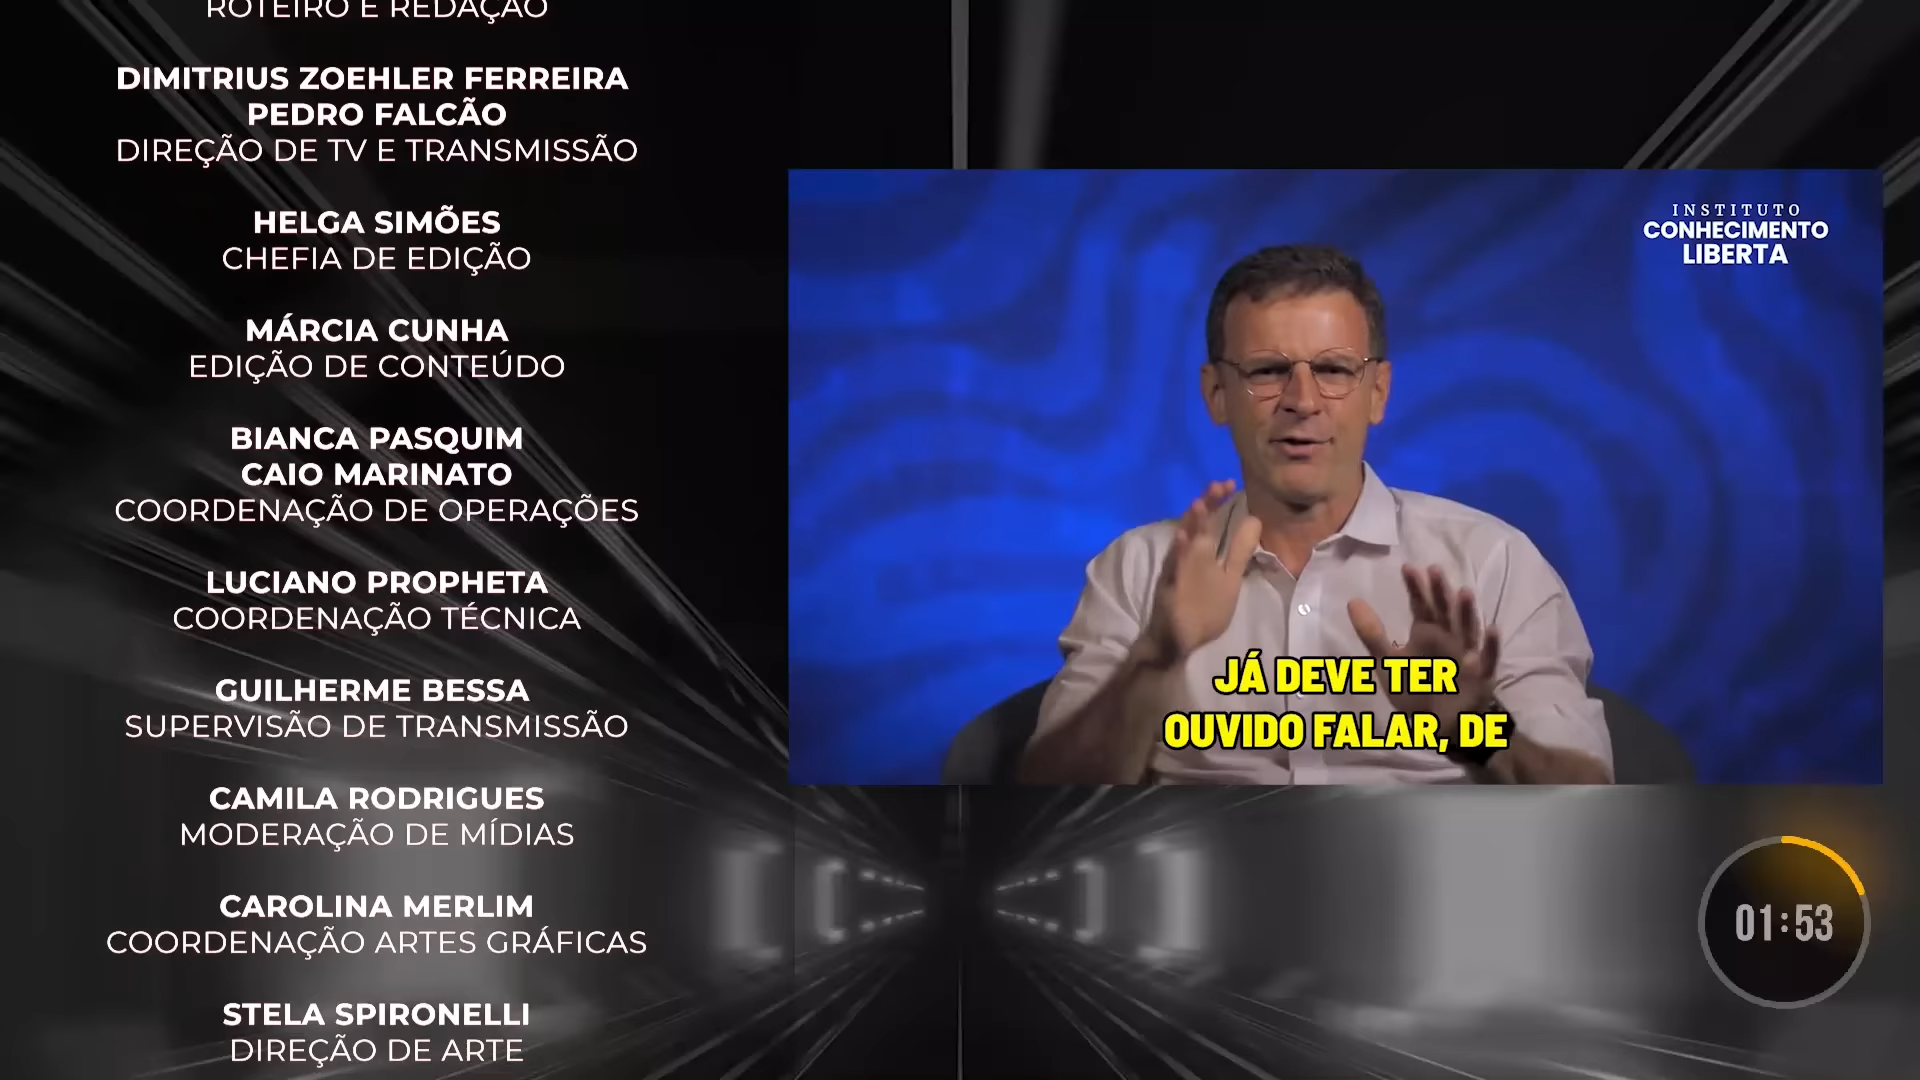 ROTEIRO E REDAÇÃO
DIMITRIUS ZOEHLER FERREIRA
PEDRO FALCÃO
DIREÇÃO DE TV E TRANSMISSÃO
HELGA SIMÕES
CHEFIA DE EDIÇÃO
MÁRCIA CUNHA
EDIÇÃO DE CONTEÚDO
BIANCA PASQUIM
CAIO MARINATO
COORDENAÇÃO DE OPERAÇÕES
LUCIANO PROPHETA
COORDENAÇÃO TÉCNICA
GUILHERME BESSA
SUPERVISÃO DE TRANSMISSÃO
CAMILA RODRIGUES
MODERAÇÃO DE MÍDIAS
CAROLINA MERLIM
COORDENAÇÃO ARTES GRÁFICAS
STELA SPIRONELLI
DIREÇÃO DE ARTE
INSTITUTO
CONHECIMENTO
LIBERTA
JÁ DEVE TER
OUVIDO FALAR, DE
01:53